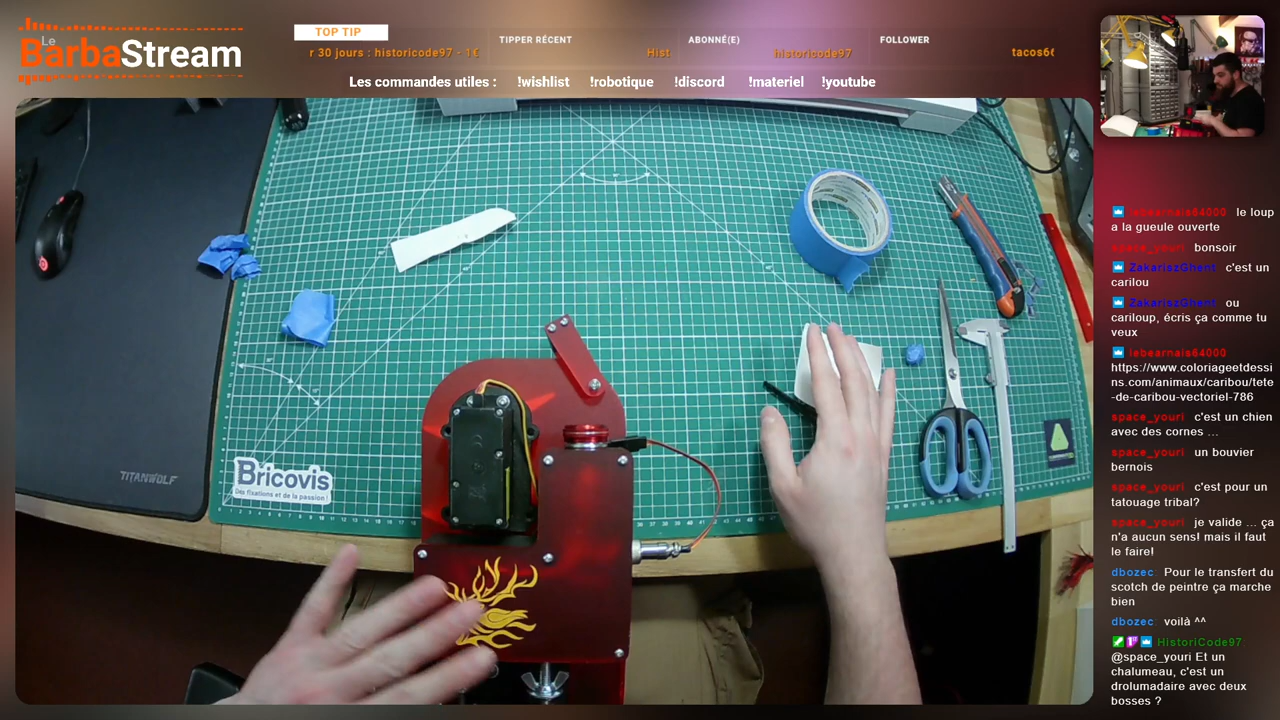 Le
BarbaStream
TOP TIP
r 30 jours : historicode97 - 1€
TIPPER RÉCENT
Hist
ABONNÉ(E)
historicode97
FOLLOWER
tacos6
Les commandes utiles : !wishlist !robotique !discord !materiel !youtube
lebearnais64000 le loup
a la gueule ouverte
space_youri bonsoir
ZakariszGhent c'est un
carilou
ZakariszGhent ou
cariloup, écris ça comme tu
veux
lebearnais64000
https://www.coloriageetdessi
ns.com/animaux/caribou/tete
-de-caribou-vectoriel-786
space_youri c'est un chien
avec des cornes ...
space_youri un bouvier
bernois
space_youri c'est pour un
tatouage tribal?
space_youri je valide ... ça
n'a aucun sens! mais il faut
le faire!
dbozec Pour le transfert du
scotch de peintre ça marche
bien
dbozec voilà ^^
HistoriCode97
@space_youri Et un
chalumeau, c'est un
drolumadaire avec deux
bosses ?
TITANWOLF
Bricovis
Des fixations et de la passion !